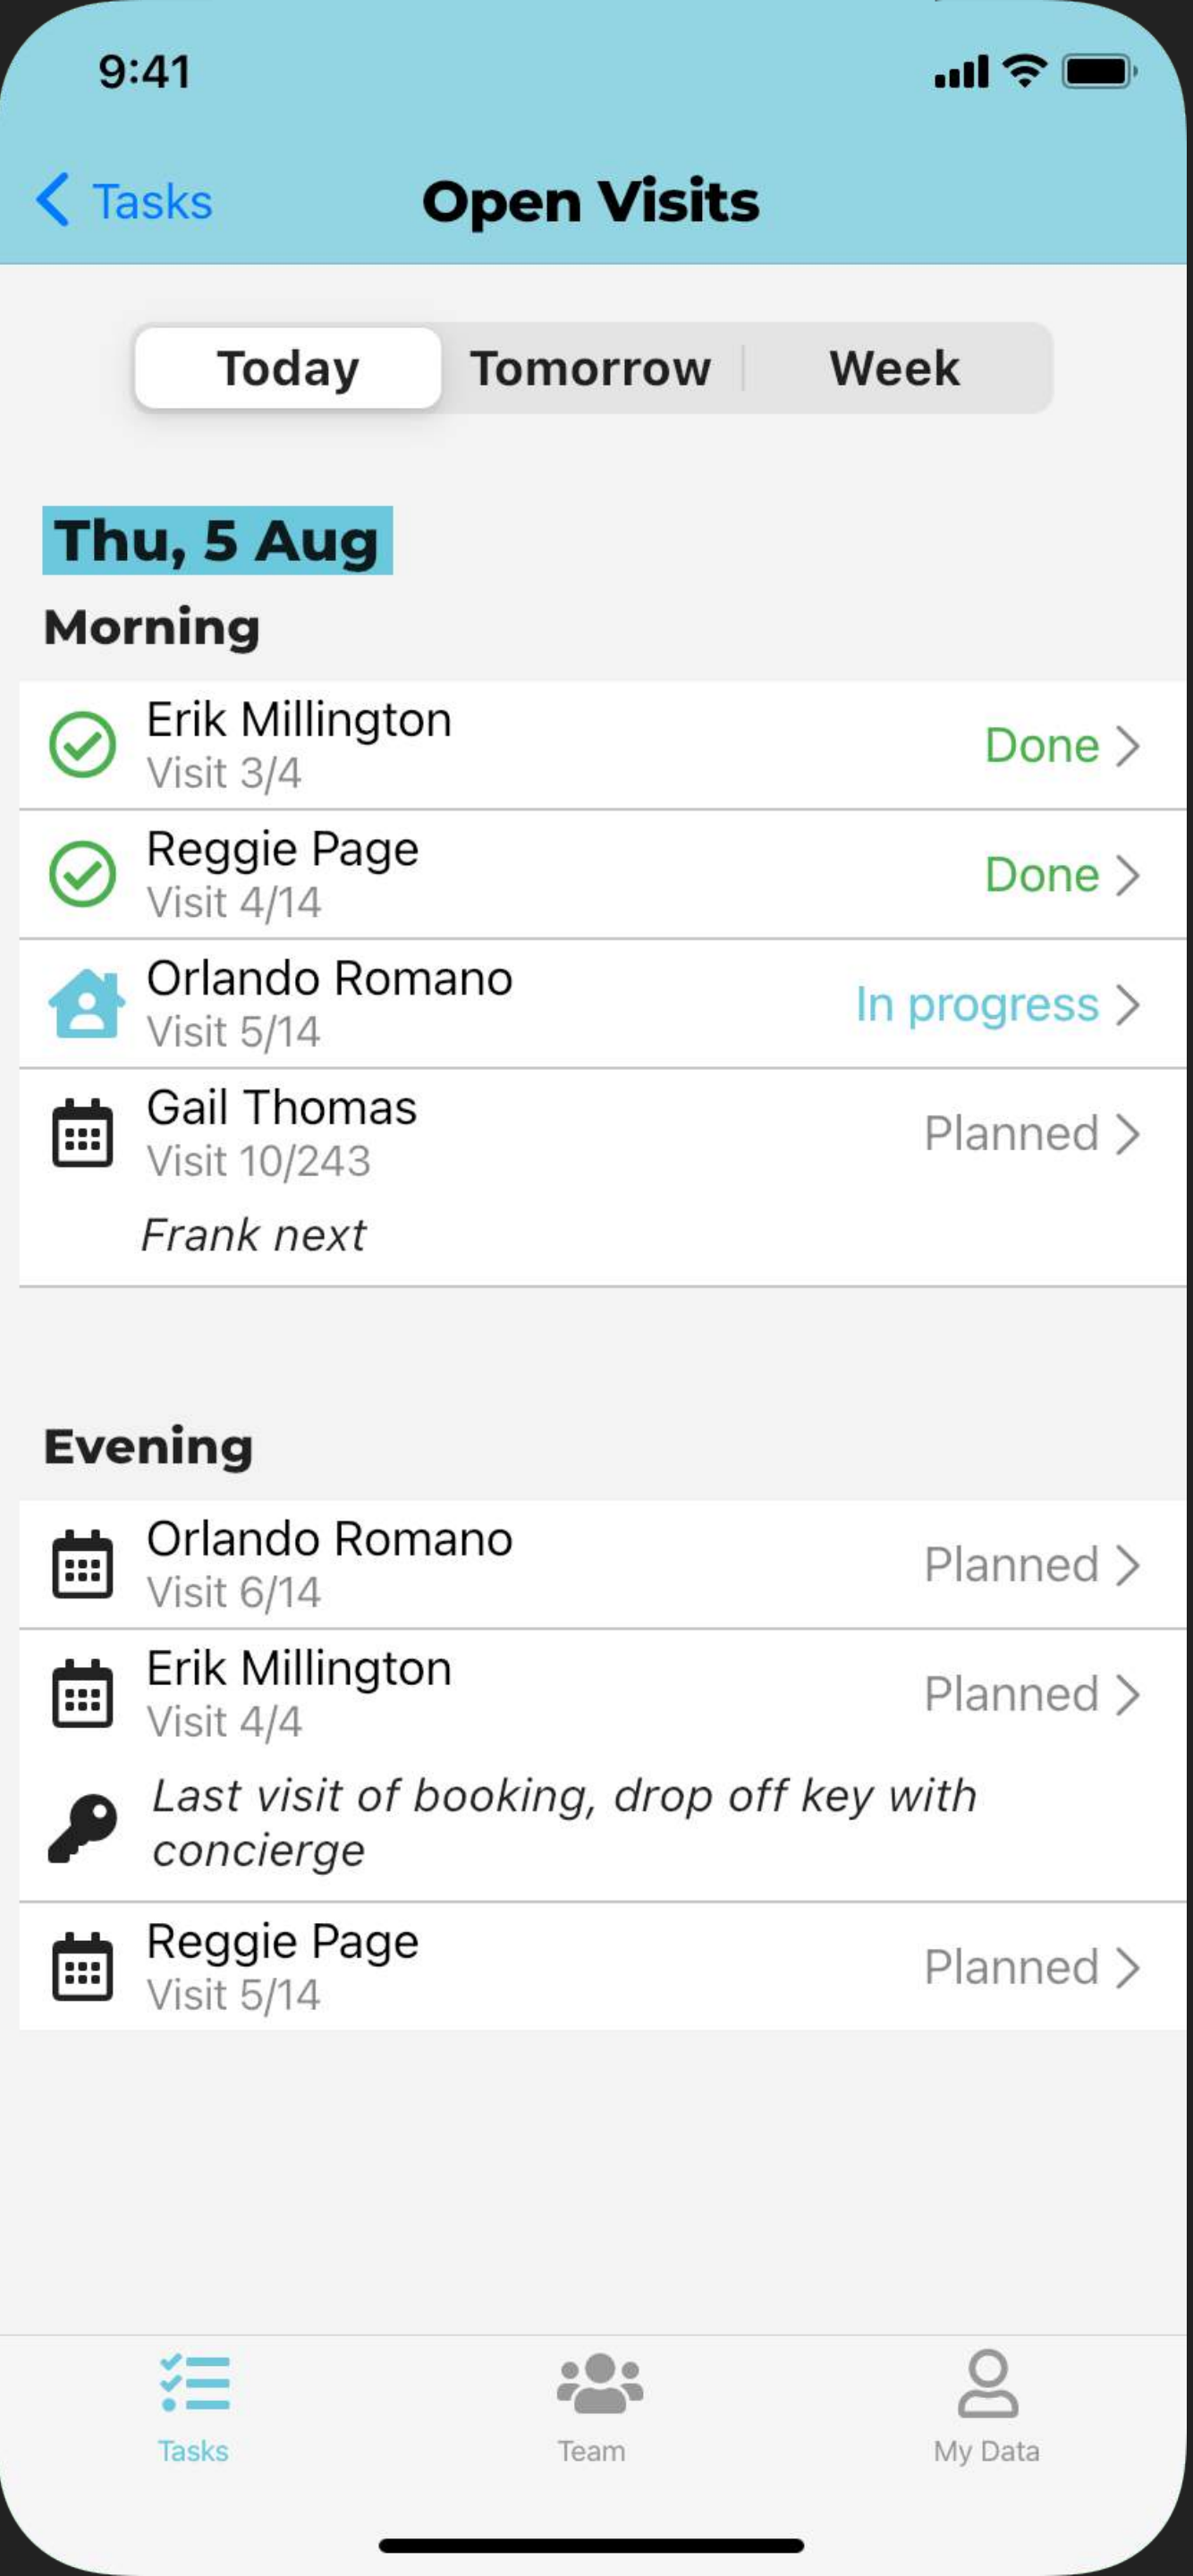 9:41
Tasks
Open Visits
Today
Tomorrow
Week
Thu, 5 Aug
Morning
Erik Millington
Visit 3/4
Done
Reggie Page
Visit 4/14
Done
Orlando Romano
Visit 5/14
In progress
Gail Thomas
Visit 10/243
Planned
Frank next
Evening
Orlando Romano
Visit 6/14
Planned
Erik Millington
Visit 4/4
Planned
Last visit of booking, drop off key with
concierge
Reggie Page
Visit 5/14
Planned
Tasks
Team
My Data